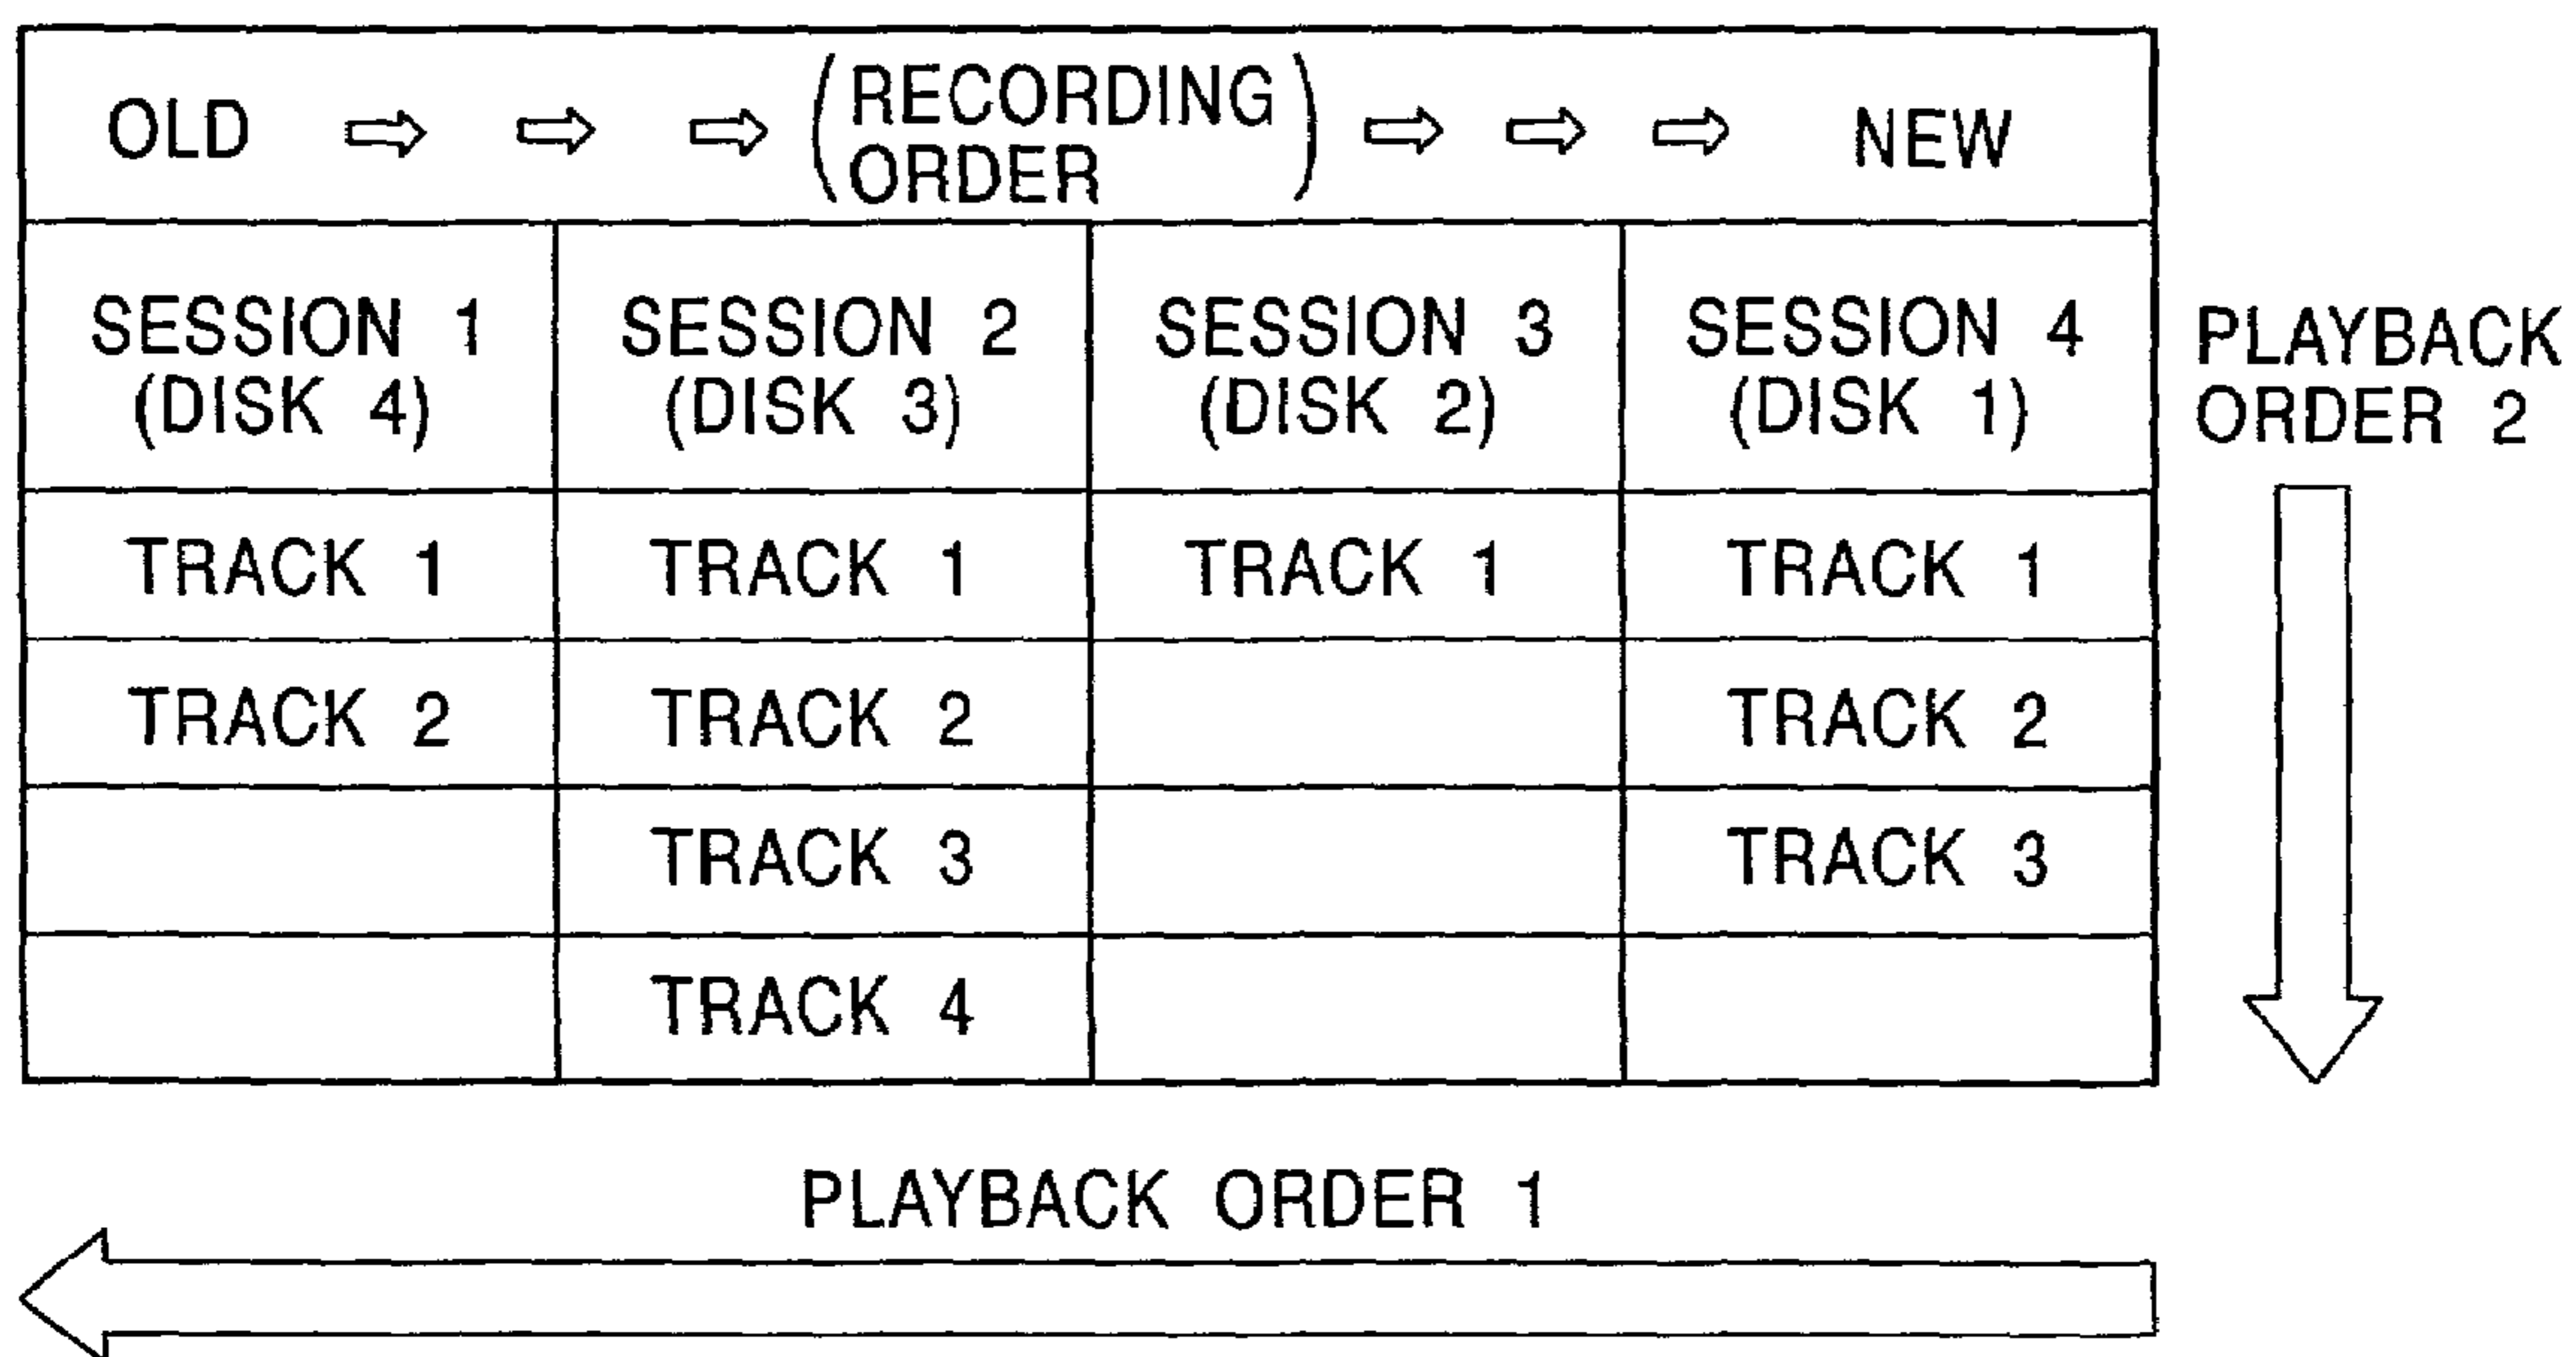 OLD ⇨ ⇨ ⇨ (RECORDING ORDER) ⇨ ⇨ ⇨ NEW
SESSION 1 SESSION 2 SESSION 3 SESSION 4
(DISK 4) (DISK 3) (DISK 2) (DISK 1)
PLAYBACK
ORDER 2
TRACK 1 TRACK 1 TRACK 1 TRACK 1
TRACK 2 TRACK 2 TRACK 2
TRACK 3 TRACK 3
TRACK 4
PLAYBACK ORDER 1